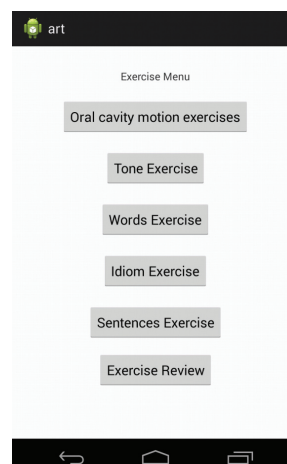 art
Exercise Menu
Oral cavity motion exercises
Tone Exercise
Words Exercise
Idiom Exercise
Sentences Exercise
Exercise Review